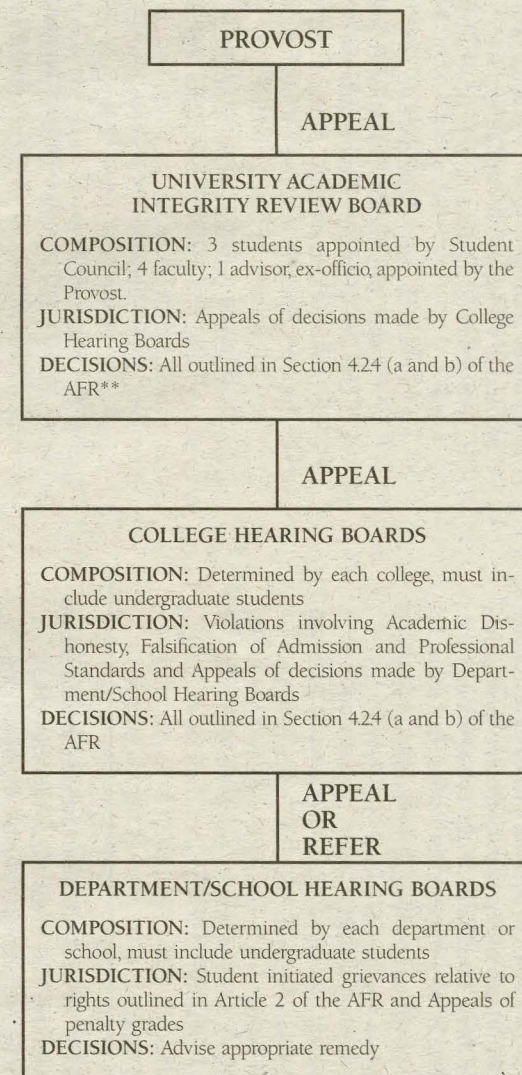 PROVOST
APPEAL
UNIVERSITY ACADEMIC
INTEGRITY REVIEW BOARD
COMPOSITION: 3 students appointed by Student
Council; 4 faculty; 1 advisor, ex-officio, appointed by the
Provost.
JURISDICTION: Appeals of decisions made by College
Hearing Boards
DECISIONS: All outlined in Section 4.2.4 (a and b) of the
AFR**
APPEAL
COLLEGE HEARING BOARDS
COMPOSITION: Determined by each college, must in-
clude undergraduate students
JURISDICTION: Violations involving Academic Dis-
honesty, Falsification of Admission and Professional
Standards and Appeals of decisions made by Depart-
ment/School Hearing Boards
DECISIONS: All outlined in Section 4.2.4 (a and b) of the
AFR
APPEAL
OR
REFER
DEPARTMENT/SCHOOL HEARING BOARDS
COMPOSITION: Determined by each department or
school, must include undergraduate students
JURISDICTION: Student initiated grievances relative to
rights outlined in Article 2 of the AFR and Appeals of
penalty grades
DECISIONS: Advise appropriate remedy